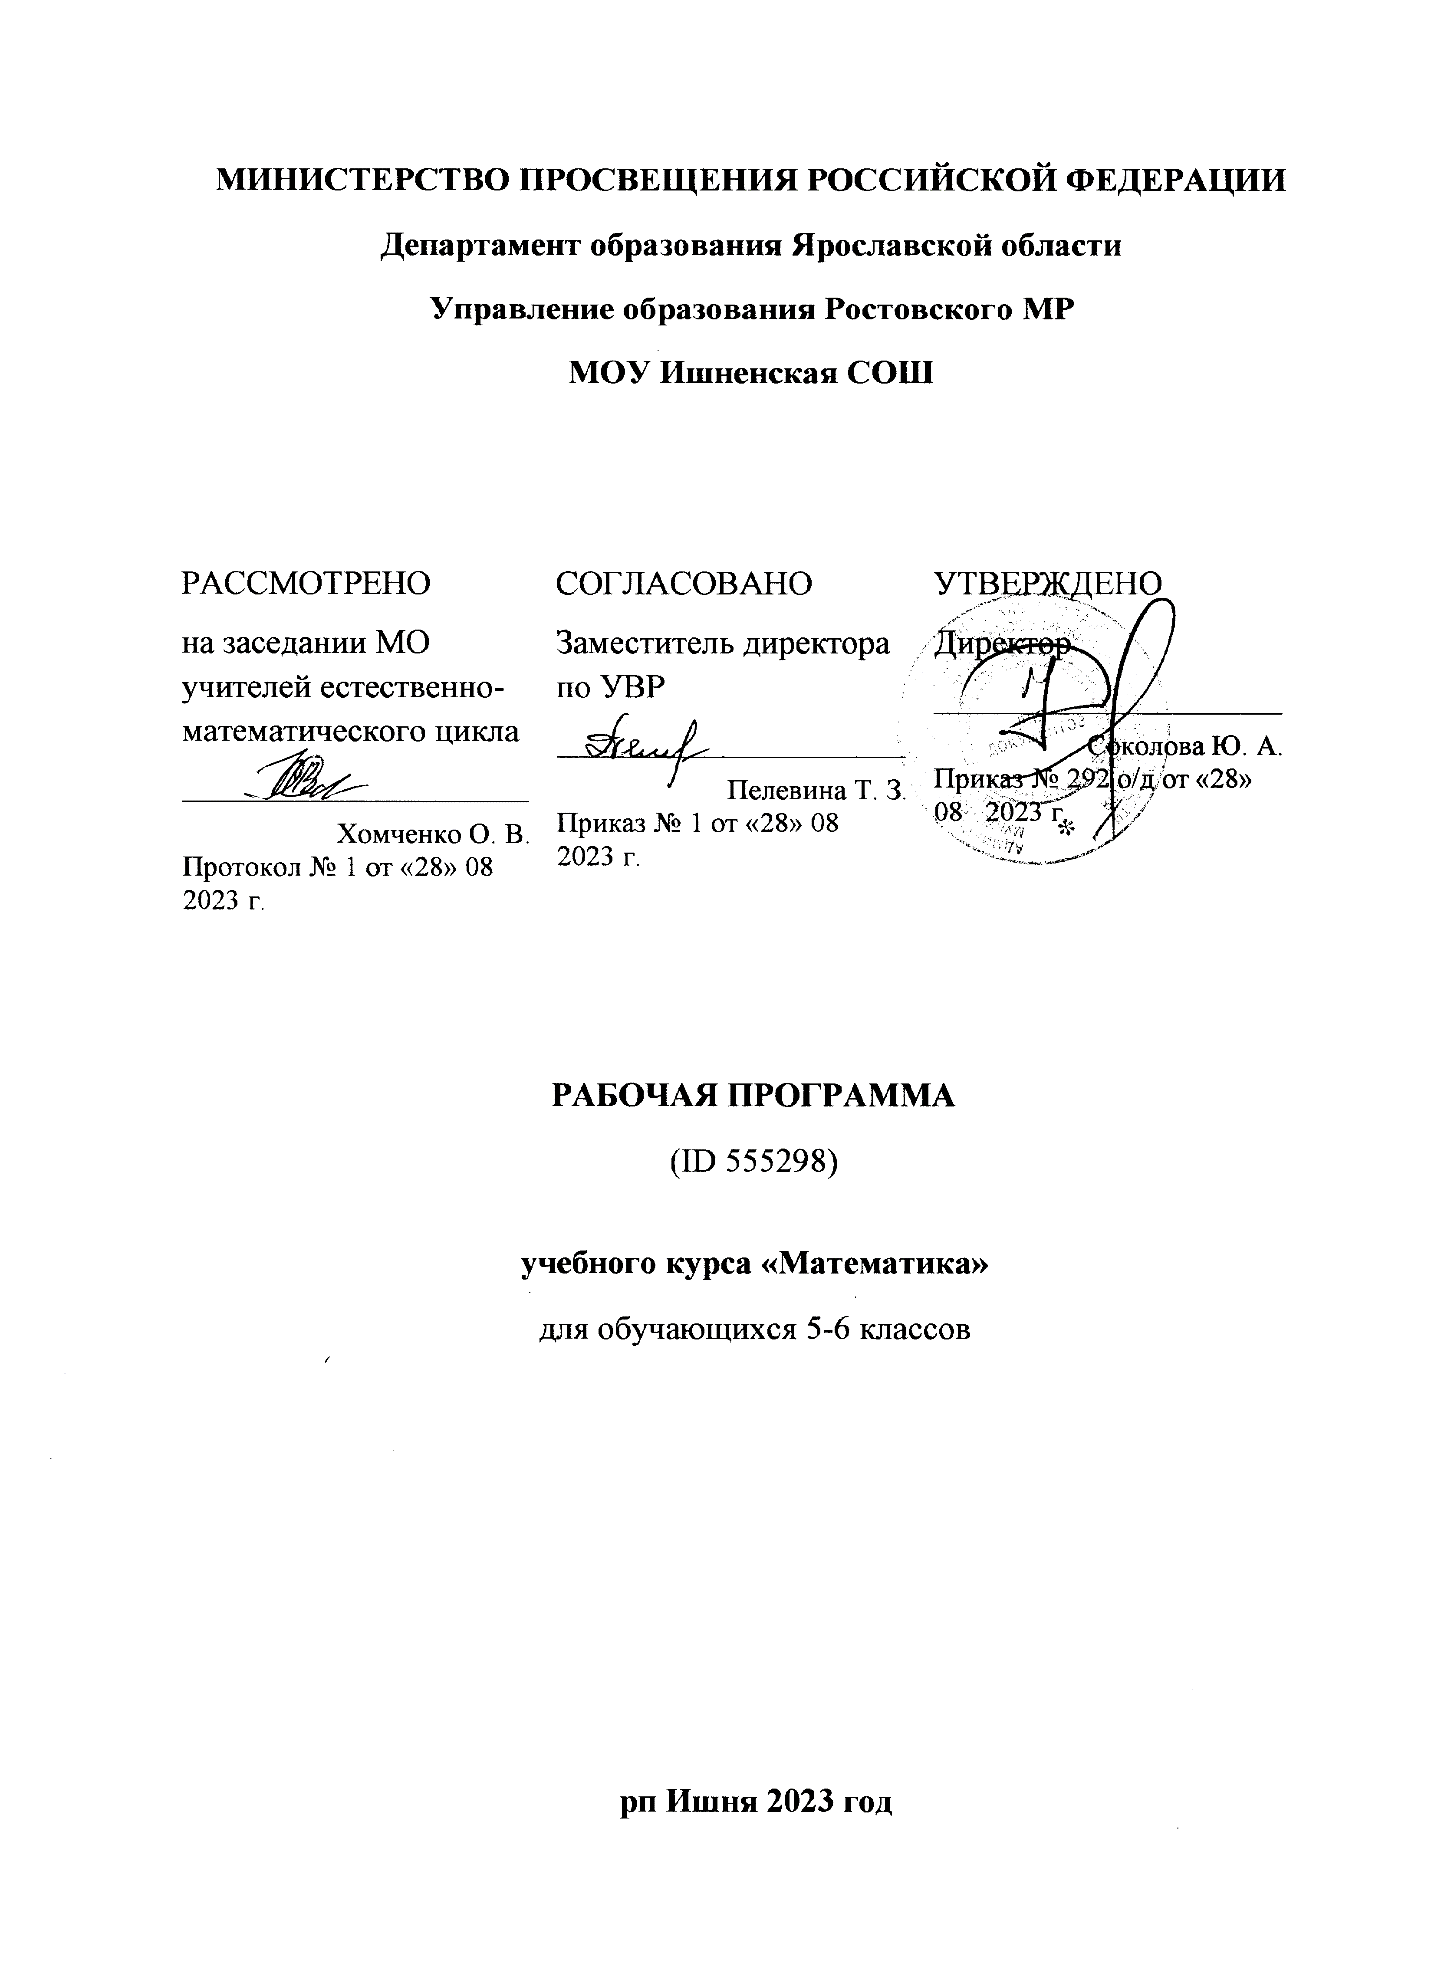 МИНИСТЕРСТВО ПРОСВЕЩЕНИЯ РОССИЙСКОЙ ФЕДЕРАЦИИ
Департамент образования Ярославской области
Управление образования Ростовского МР
МОУ Ишненская СОШ
РАССМОТРЕНО
на заседании МО
учителей естественно-
математического цикла
Хомченко О. В.
Протокол № 1 от «28» 08
2023 г.
СОГЛАСОВАНО
Заместитель директора
по УВР
Пелевина Т. З.
Приказ № 1 от «28» 08
2023 г.
УТВЕРЖДЕНО
Директор
Соколова Ю. А.
Приказ № 292 о/д от «28»
08 2023 г.
РАБОЧАЯ ПРОГРАММА
(ID 555298)
учебного курса «Математика»
для обучающихся 5-6 классов
рп Ишня 2023 год